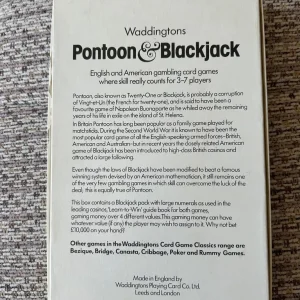 Waddingtons
Pontoon & Blackjack
English and American gambling card games
where skill really counts for 3-7 players
Pontoon, also known as Twenty-One or Blackjack, is probably a corruption
of Vingt-et-Un (the French for twenty one), and is said to have been a
favourite game of Napoleon Buonaparte as he whiled away the remaining
years of his life in exile on the island of St. Helena.
In Britain Pontoon has long been popular as a family game played for
matchsticks. During the Second World War it is known to have been the
most popular card game of all the English-speaking armed forces-British,
American and Australian-but in recent years the closely related American
game of Blackjack has been introduced to high-class British casinos and
attracted a large following.
Even though the laws of Blackjack have been modified to beat a famous
winning system devised by an American mathematician, it still remains one
of the very few gambling games in which skill can overcome the luck of the
deal; this is equally true of Pontoon.
This box contains a Blackjack pack with large numerals as used in the
leading casinos; 'Learn-to-Win' guide book for both games,
gaming money over 4 different values. This gaming money can have
whatever value (if any) the player may wish to assign to it. Why not bet
£10,000 on your hand?
Other games in the Waddingtons Card Game Classics range are
Bezique, Bridge, Canasta, Cribbage, Poker and Rummy Games.
Made in England by
Waddingtons Playing Card Co. Ltd.
Leeds and London